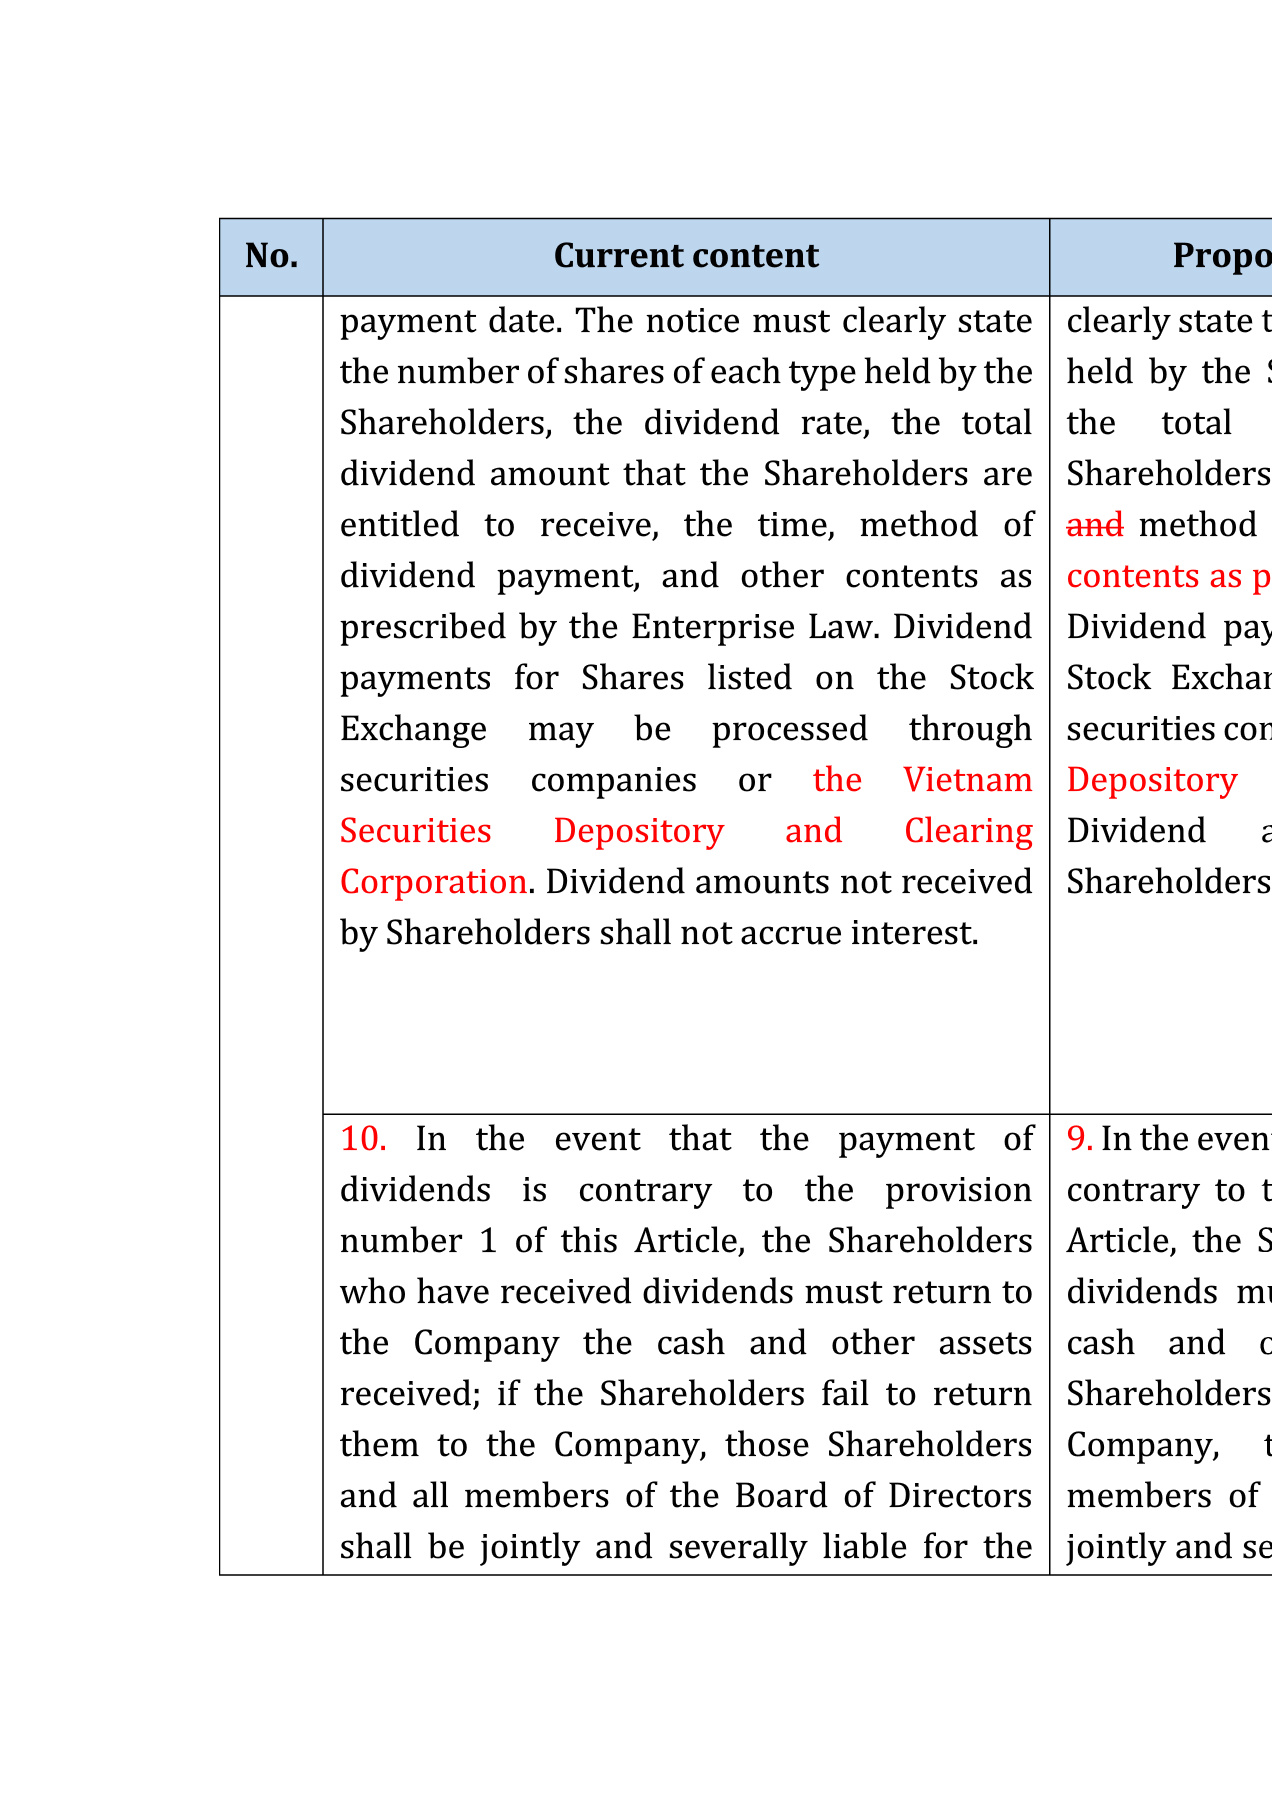 No.
Current content
payment date. The notice must clearly state
the number of shares of each type held by the
Shareholders, the dividend rate, the total
dividend amount that the Shareholders are
entitled to receive, the time, method of
dividend payment, and other contents as
prescribed by the Enterprise Law. Dividend
payments for Shares listed on the Stock
Exchange may be processed through
securities companies or the Vietnam
Securities Depository and Clearing
Corporation. Dividend amounts not received
by Shareholders shall not accrue interest.
10. In the event that the payment of
dividends is contrary to the provision
number 1 of this Article, the Shareholders
who have received dividends must return to
the Company the cash and other assets
received; if the Shareholders fail to return
them to the Company, those Shareholders
and all members of the Board of Directors
shall be jointly and severally liable for the
clearly state
held by the
the total
Shareholders
and method
contents as
Dividend
Stock
securities
Depository
Dividend
Shareholders
9. In the
contrary to
Article, the
dividends
cash and
Shareholders
Company,
members of
jointly and